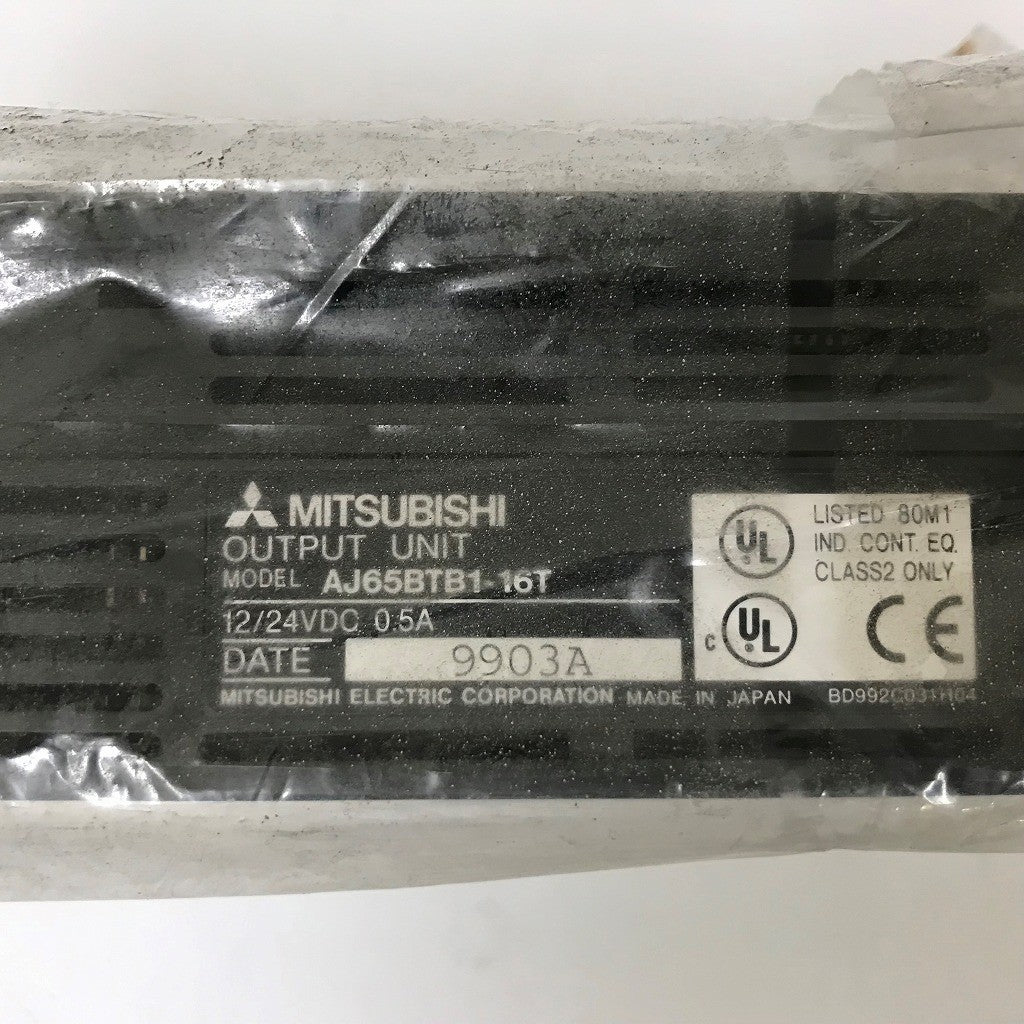 MITSUBISHI
OUTPUT UNIT
MODEL AJ65BTB1-16T
12/24VDC 0.5A
DATE 9903A
MITSUBISHI ELECTRIC CORPORATION MADE IN JAPAN BD992C031H04
UL LISTED 80M1
IND. CONT. EQ.
CLASS2 ONLY
c UL CE